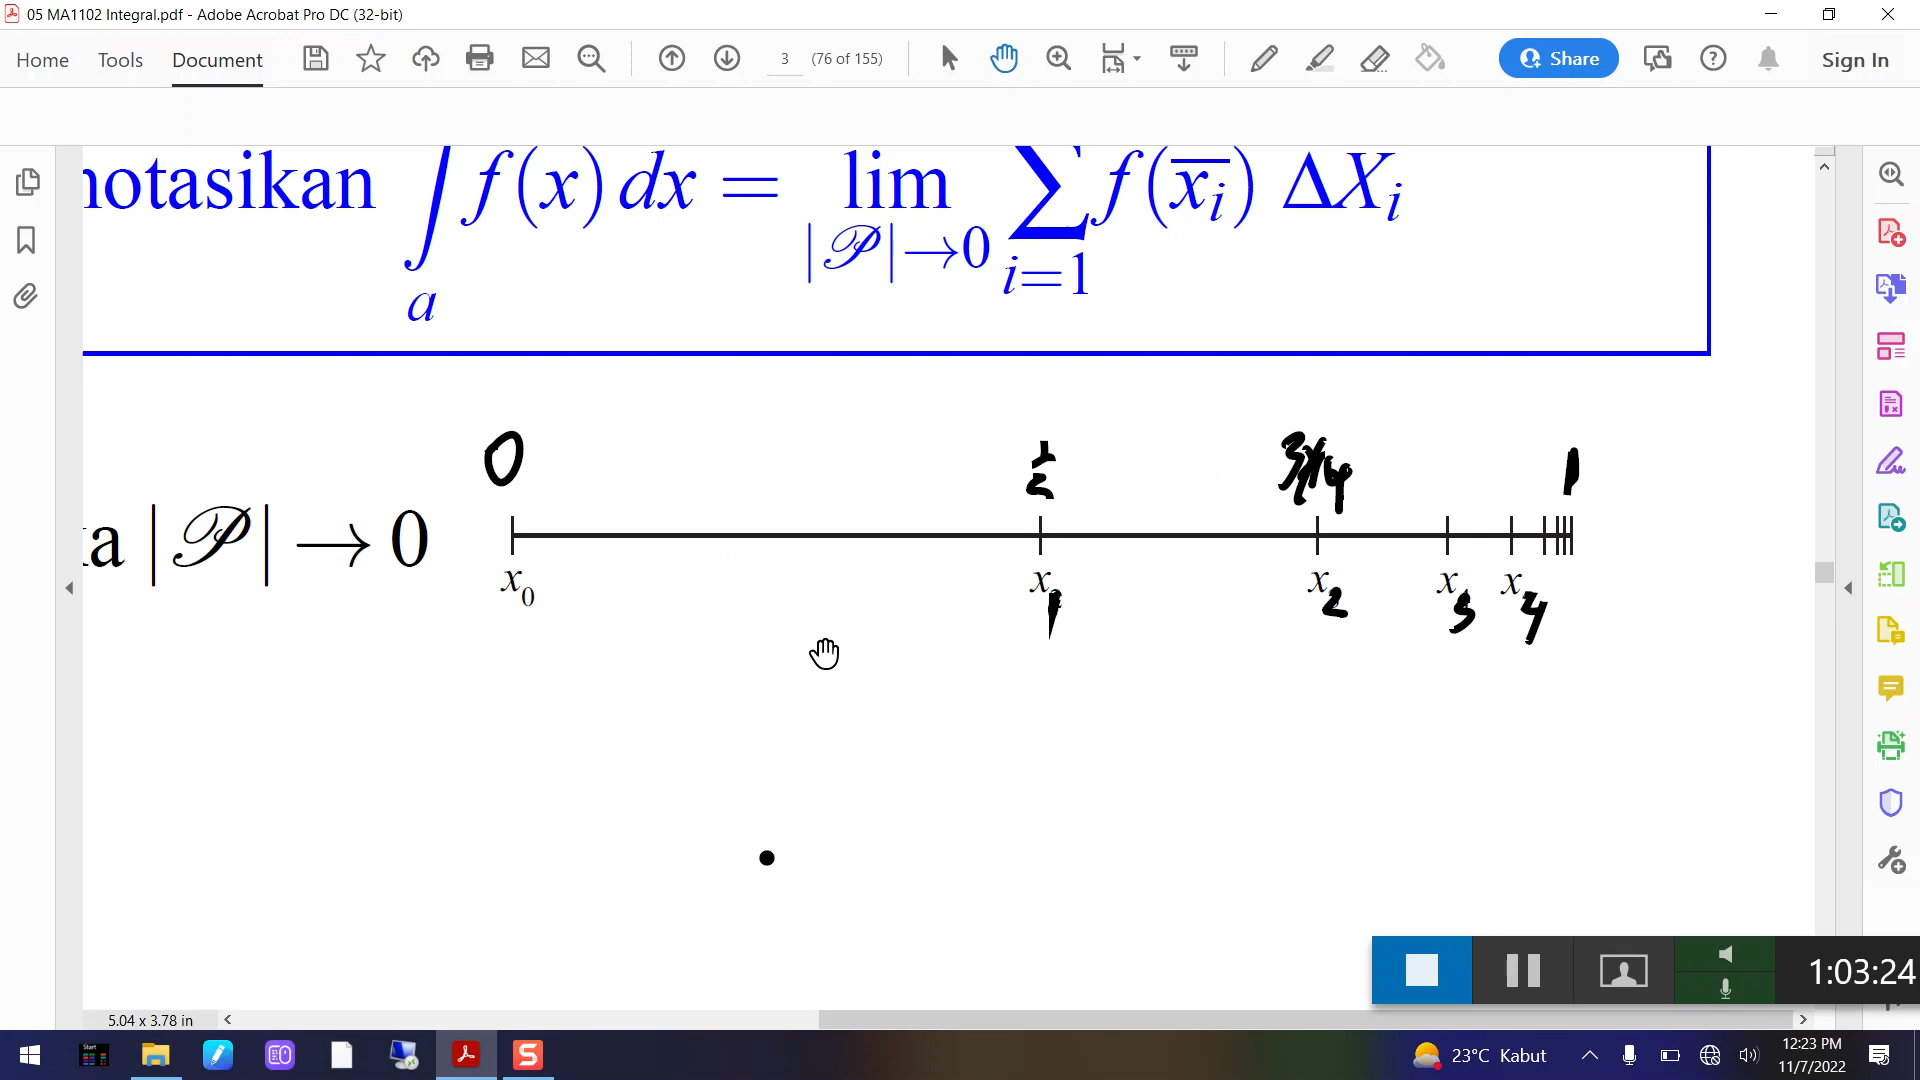 05 MA1102 Integral.pdf - Adobe Acrobat Pro DC (32-bit)
Home Tools Document 3 (76 of 155) Share Sign In
notasikan ∫ f(x) dx = lim ∑ f(x̄ᵢ) ΔXᵢ
a |𝒫|→0 i=1
0 1/2 3/4 1
|𝒫| → 0
x0 x1 x2 x3 x4
5.04 x 3.78 in
1:03:24
23°C Kabut
12:23 PM
11/7/2022